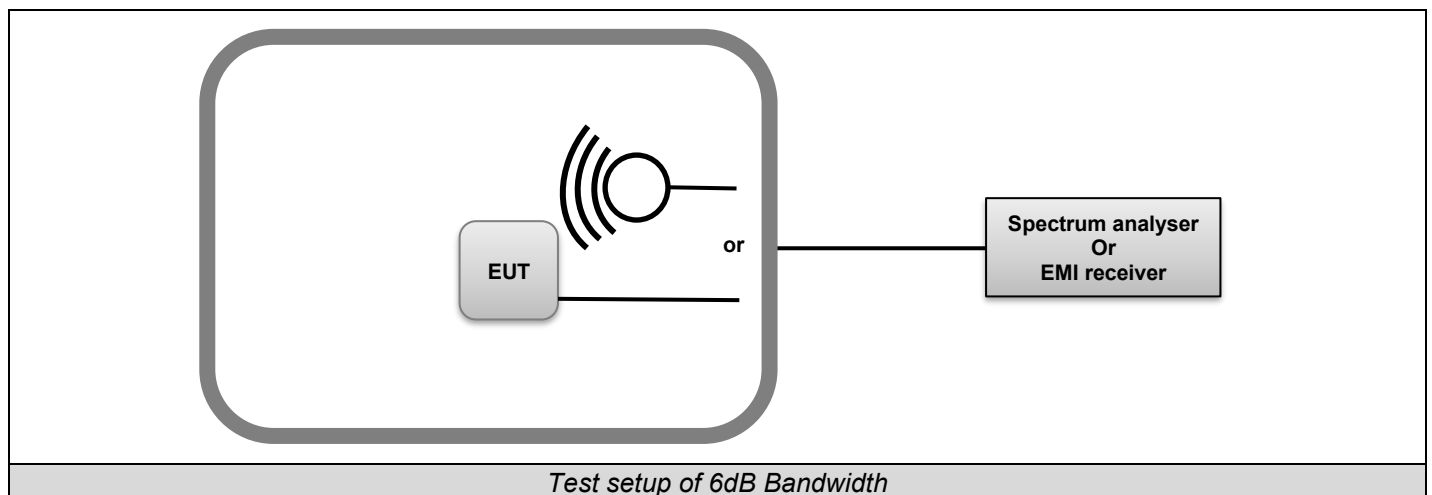 or
EUT
Spectrum analyser
Or
EMI receiver
Test setup of 6dB Bandwidth